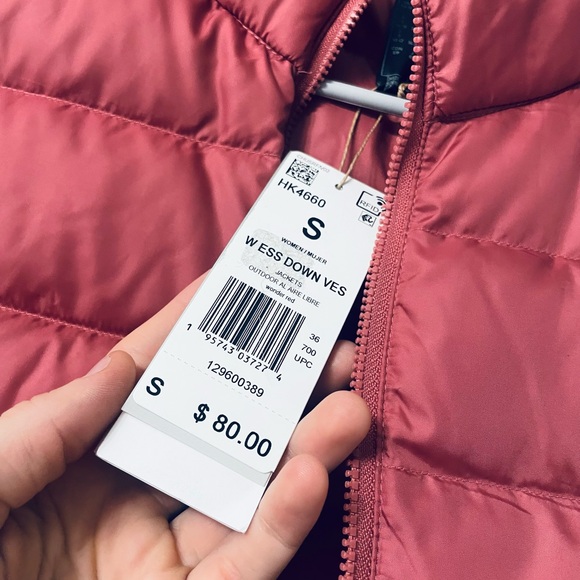 HK4660
RFID
S
WOMEN/MUJER
W ESS DOWN VES
JACKETS
OUTDOOR AL AIRE LIBRE
wonder red
36
700
UPC
1 95743 03727 4
129600389
S $ 80.00